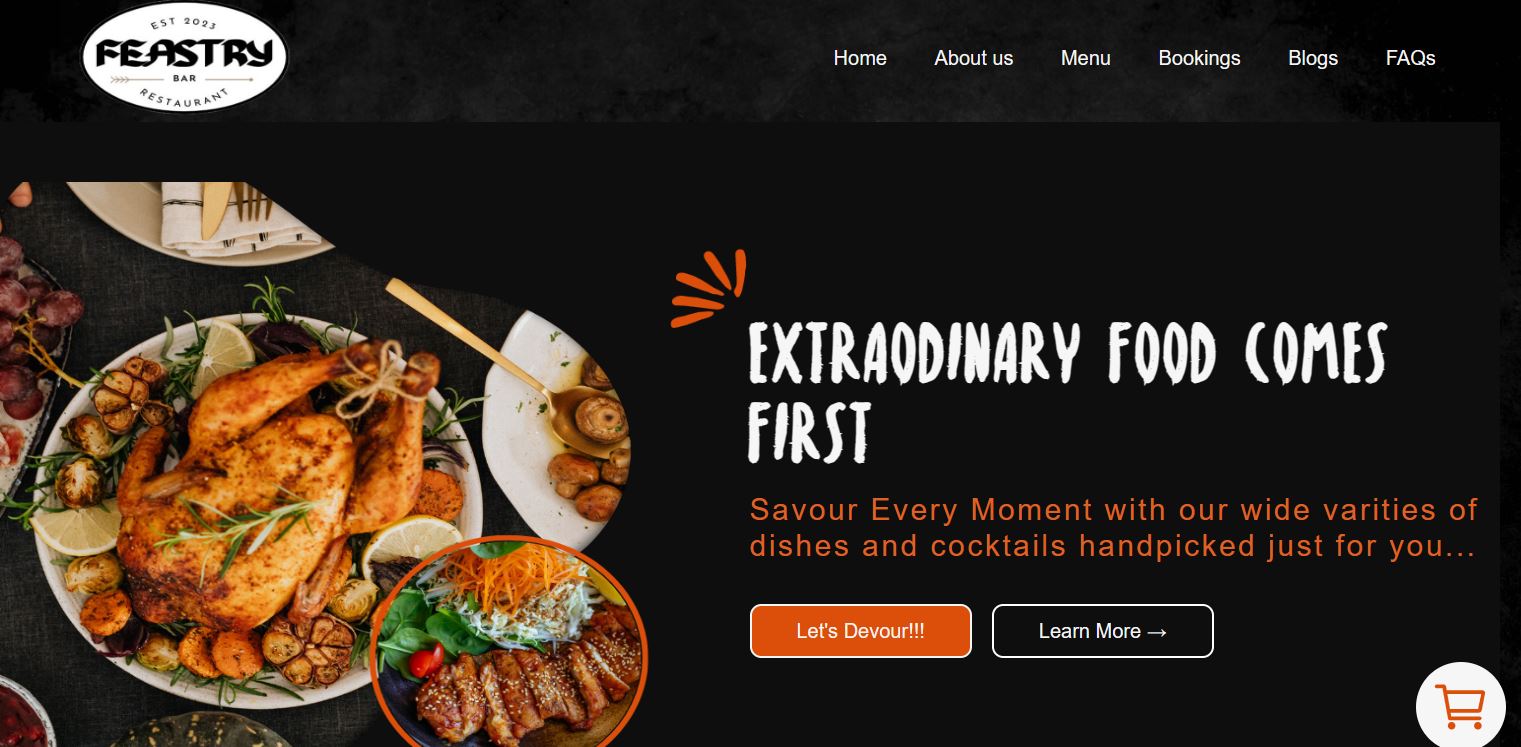 EST 2023
FEASTRY
BAR
RESTAURANT
Home About us Menu Bookings Blogs FAQs
EXTRAODINARY FOOD COMES
FIRST
Savour Every Moment with our wide varities of
dishes and cocktails handpicked just for you...
Let's Devour!!! Learn More →